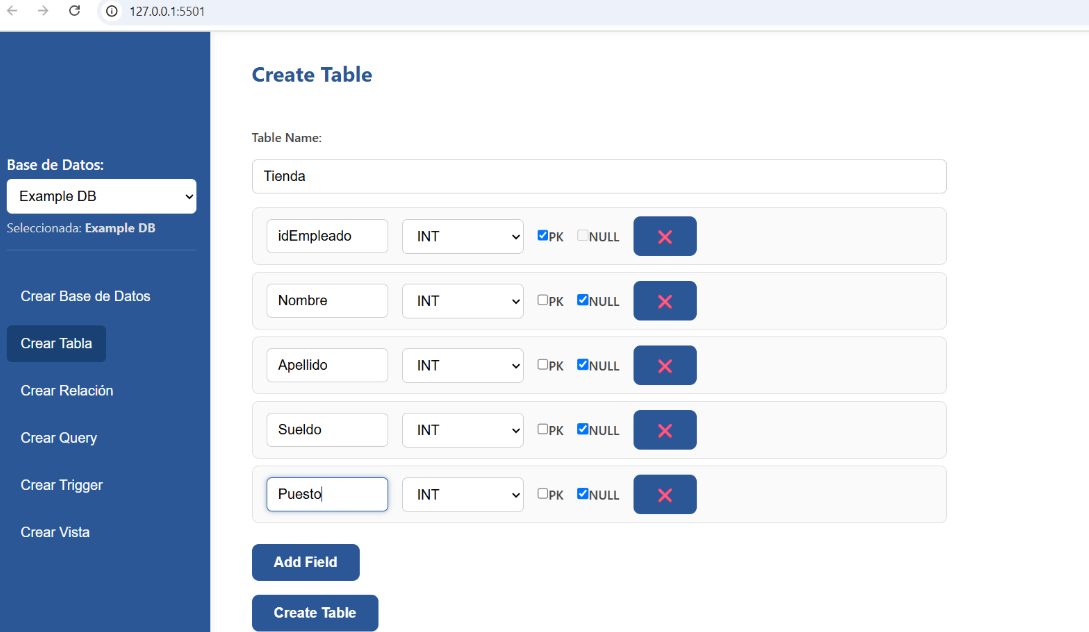 127.0.0.1:5501
Base de Datos:
Example DB
Seleccionada: Example DB
Crear Base de Datos
Crear Tabla
Crear Relación
Crear Query
Crear Trigger
Crear Vista
Create Table
Table Name:
Tienda
idEmpleado INT PK NULL
Nombre INT PK NULL
Apellido INT PK NULL
Sueldo INT PK NULL
Puesto INT PK NULL
Add Field
Create Table